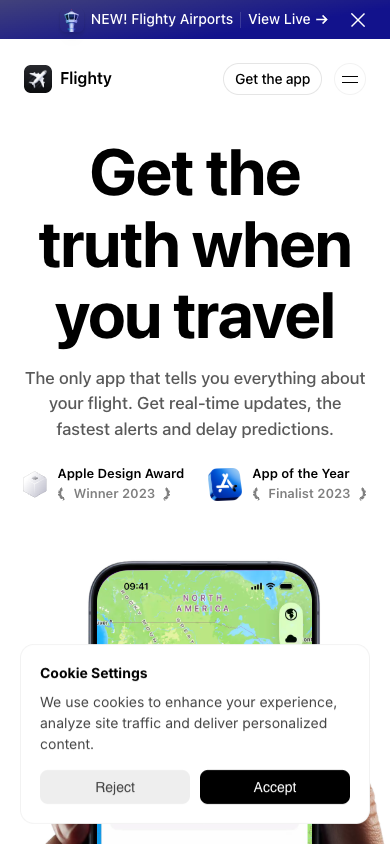 NEW! Flighty Airports | View Live →
Flighty
Get the app
Get the
truth when
you travel
The only app that tells you everything about
your flight. Get real-time updates, the
fastest alerts and delay predictions.
Apple Design Award
Winner 2023
App of the Year
Finalist 2023
09:41
NORTH
AMERICA
Cookie Settings
We use cookies to enhance your experience,
analyze site traffic and deliver personalized
content.
Reject
Accept